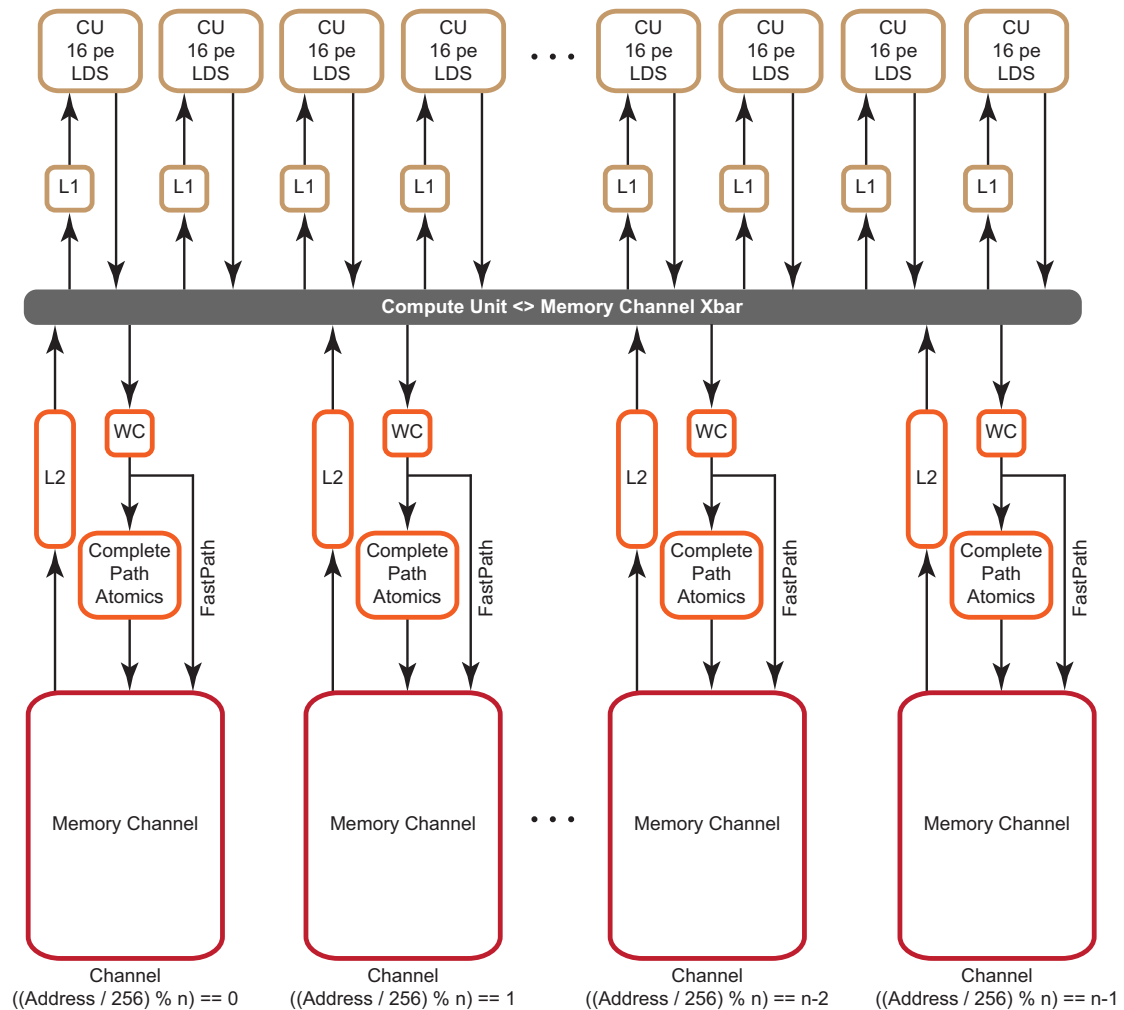 CU
16 pe
LDS
CU
16 pe
LDS
CU
16 pe
LDS
CU
16 pe
LDS
. . .
CU
16 pe
LDS
CU
16 pe
LDS
CU
16 pe
LDS
CU
16 pe
LDS
L1
L1
L1
L1
L1
L1
L1
L1
Compute Unit <> Memory Channel Xbar
L2
WC
Complete
Path
Atomics
FastPath
L2
WC
Complete
Path
Atomics
FastPath
L2
WC
Complete
Path
Atomics
FastPath
L2
WC
Complete
Path
Atomics
FastPath
Memory Channel
Memory Channel
. . .
Memory Channel
Memory Channel
Channel
((Address / 256) % n) == 0
Channel
((Address / 256) % n) == 1
Channel
((Address / 256) % n) == n-2
Channel
((Address / 256) % n) == n-1